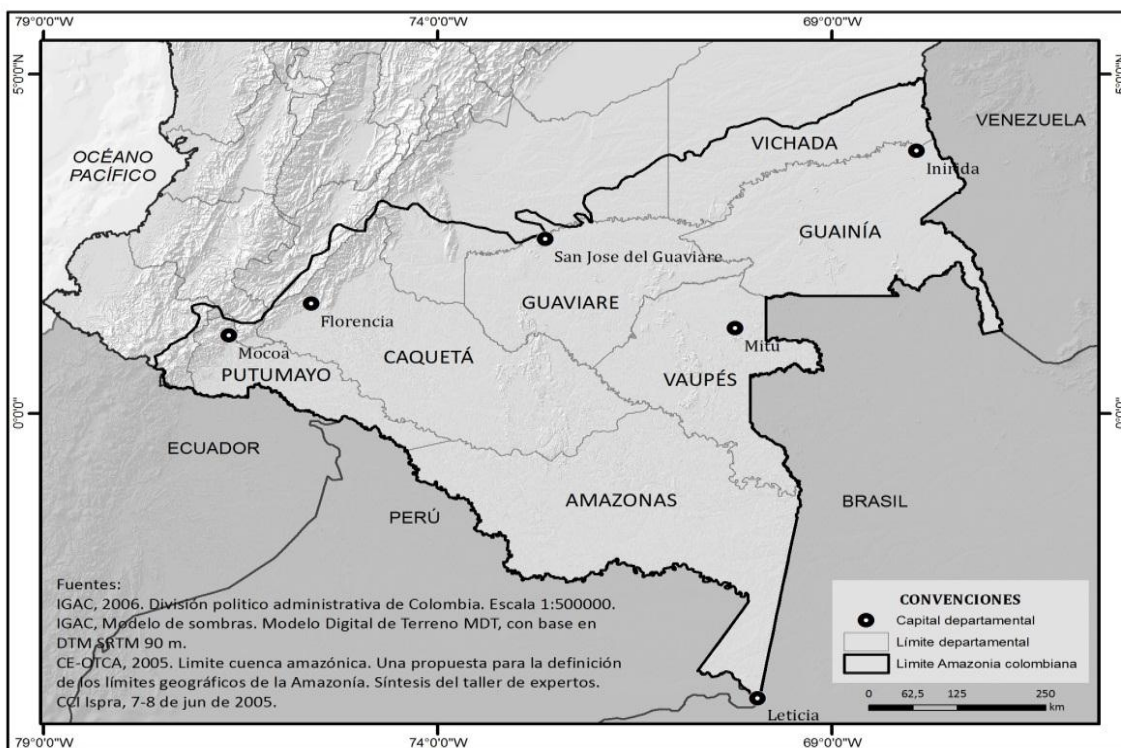 79°0'0"W
74°0'0"W
69°0'0"W
5°0'0"N
5°0'0"N
VENEZUELA
VICHADA
OCÉANO
PACÍFICO
Inirida
GUAINÍA
San Jose del Guaviare
GUAVIARE
Florencia
Mitú
Mocoa
CAQUETÁ
PUTUMAYO
VAUPÉS
0°0'0"
0°0'0"
ECUADOR
AMAZONAS
BRASIL
PERÚ
Fuentes:
IGAC, 2006. División politico administrativa de Colombia. Escala 1:500000.
IGAC, Modelo de sombras. Modelo Digital de Terreno MDT, con base en
DTM SRTM 90 m.
CE-OTCA, 2005. Limite cuenca amazónica. Una propuesta para la definición
de los límites geográficos de la Amazonía. Síntesis del taller de expertos.
CCI Ispra, 7-8 de jun de 2005.
CONVENCIONES
Capital departamental
Límite departamental
Limite Amazonia colombiana
0 62,5 125 250
km
Leticia
79°0'0"W
74°0'0"W
69°0'0"W